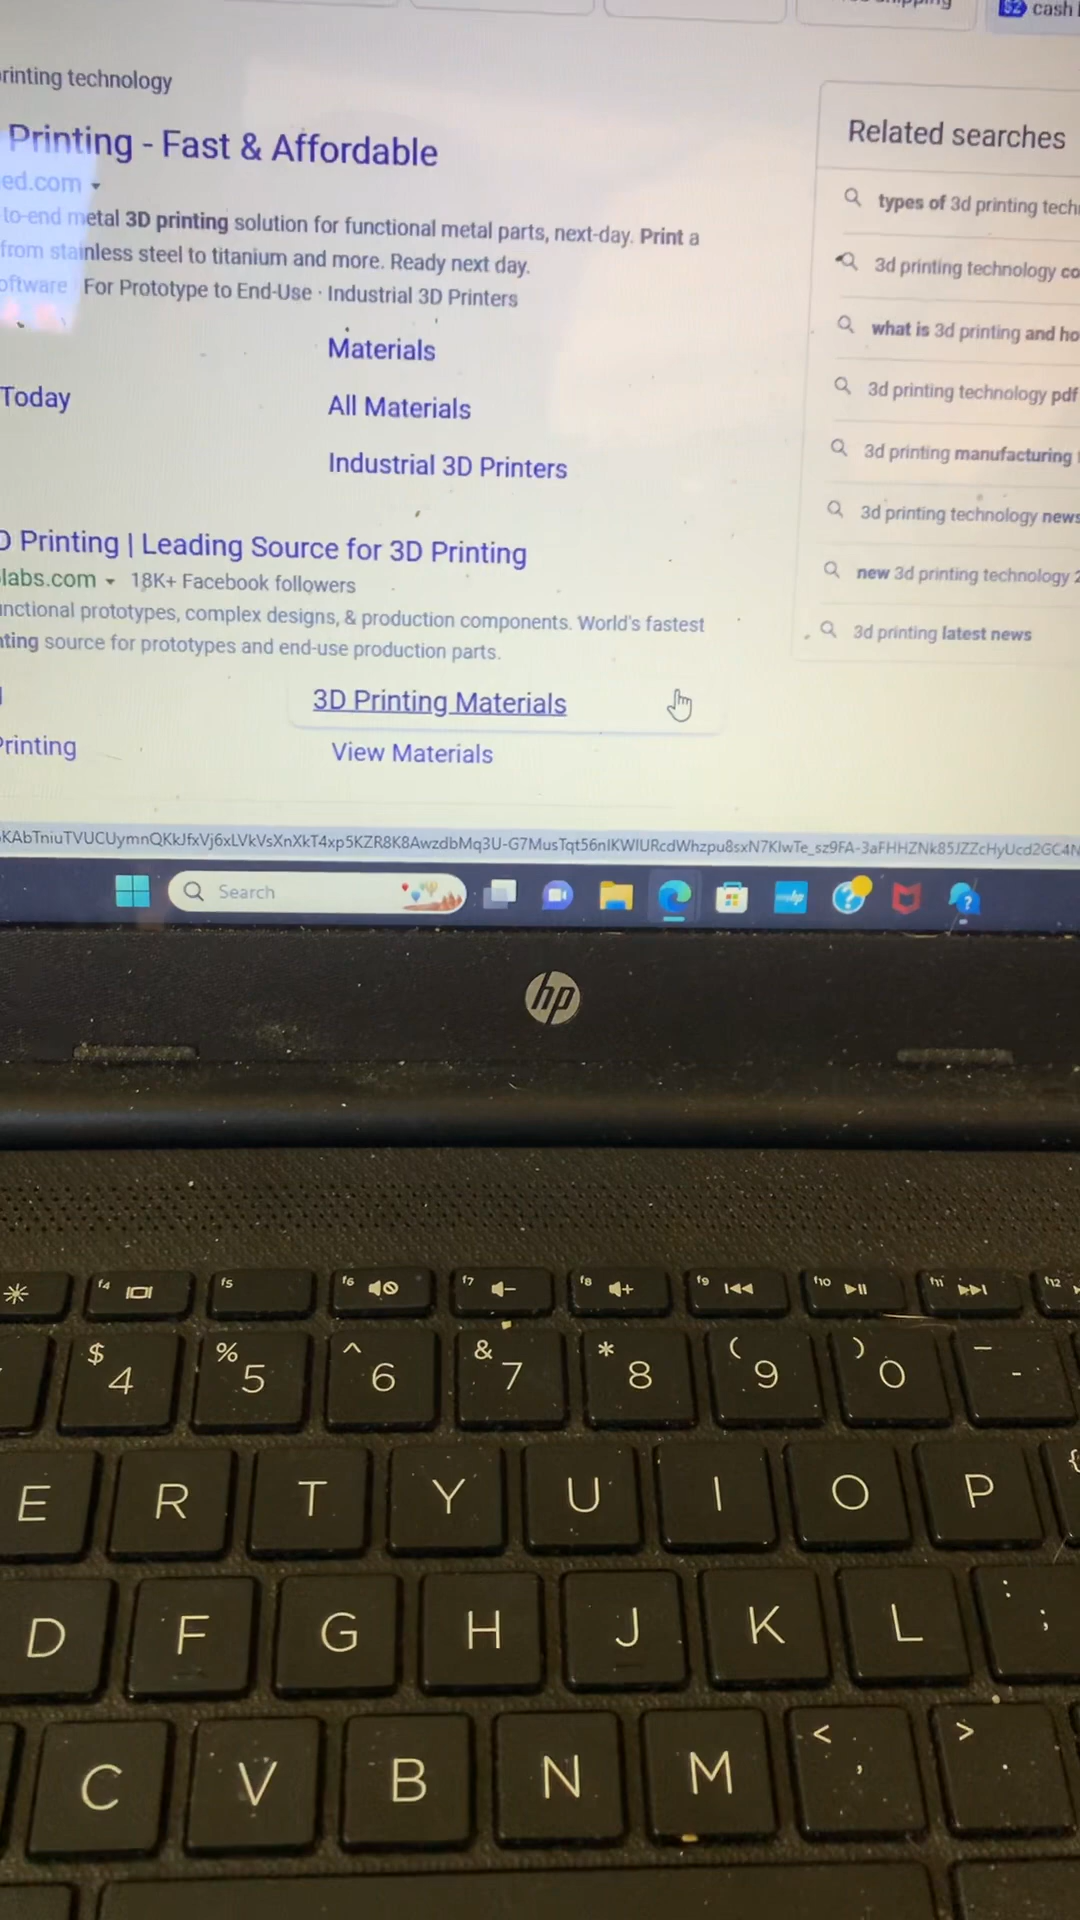 cash
printing technology
Printing - Fast & Affordable
ed.com
to-end metal 3D printing solution for functional metal parts, next-day. Print a
from stainless steel to titanium and more. Ready next day.
oftware For Prototype to End-Use · Industrial 3D Printers
Materials
Today
All Materials
Industrial 3D Printers
D Printing | Leading Source for 3D Printing
labs.com 18K+ Facebook followers
unctional prototypes, complex designs, & production components. World's fastest
nting source for prototypes and end-use production parts.
3D Printing Materials
Printing
View Materials
Related searches
types of 3d printing tech
3d printing technology co
what is 3d printing and ho
3d printing technology pdf
3d printing manufacturing
3d printing technology news
new 3d printing technology 2
3d printing latest news
Search
hp
f4 f5 f6 f7 f8 f9 f10 f11 f12
$ 4 % 5 ^ 6 & 7 * 8 ( 9 ) 0 — -
E R T Y U I O P {
D F G H J K L : ;
C V B N M < , > .